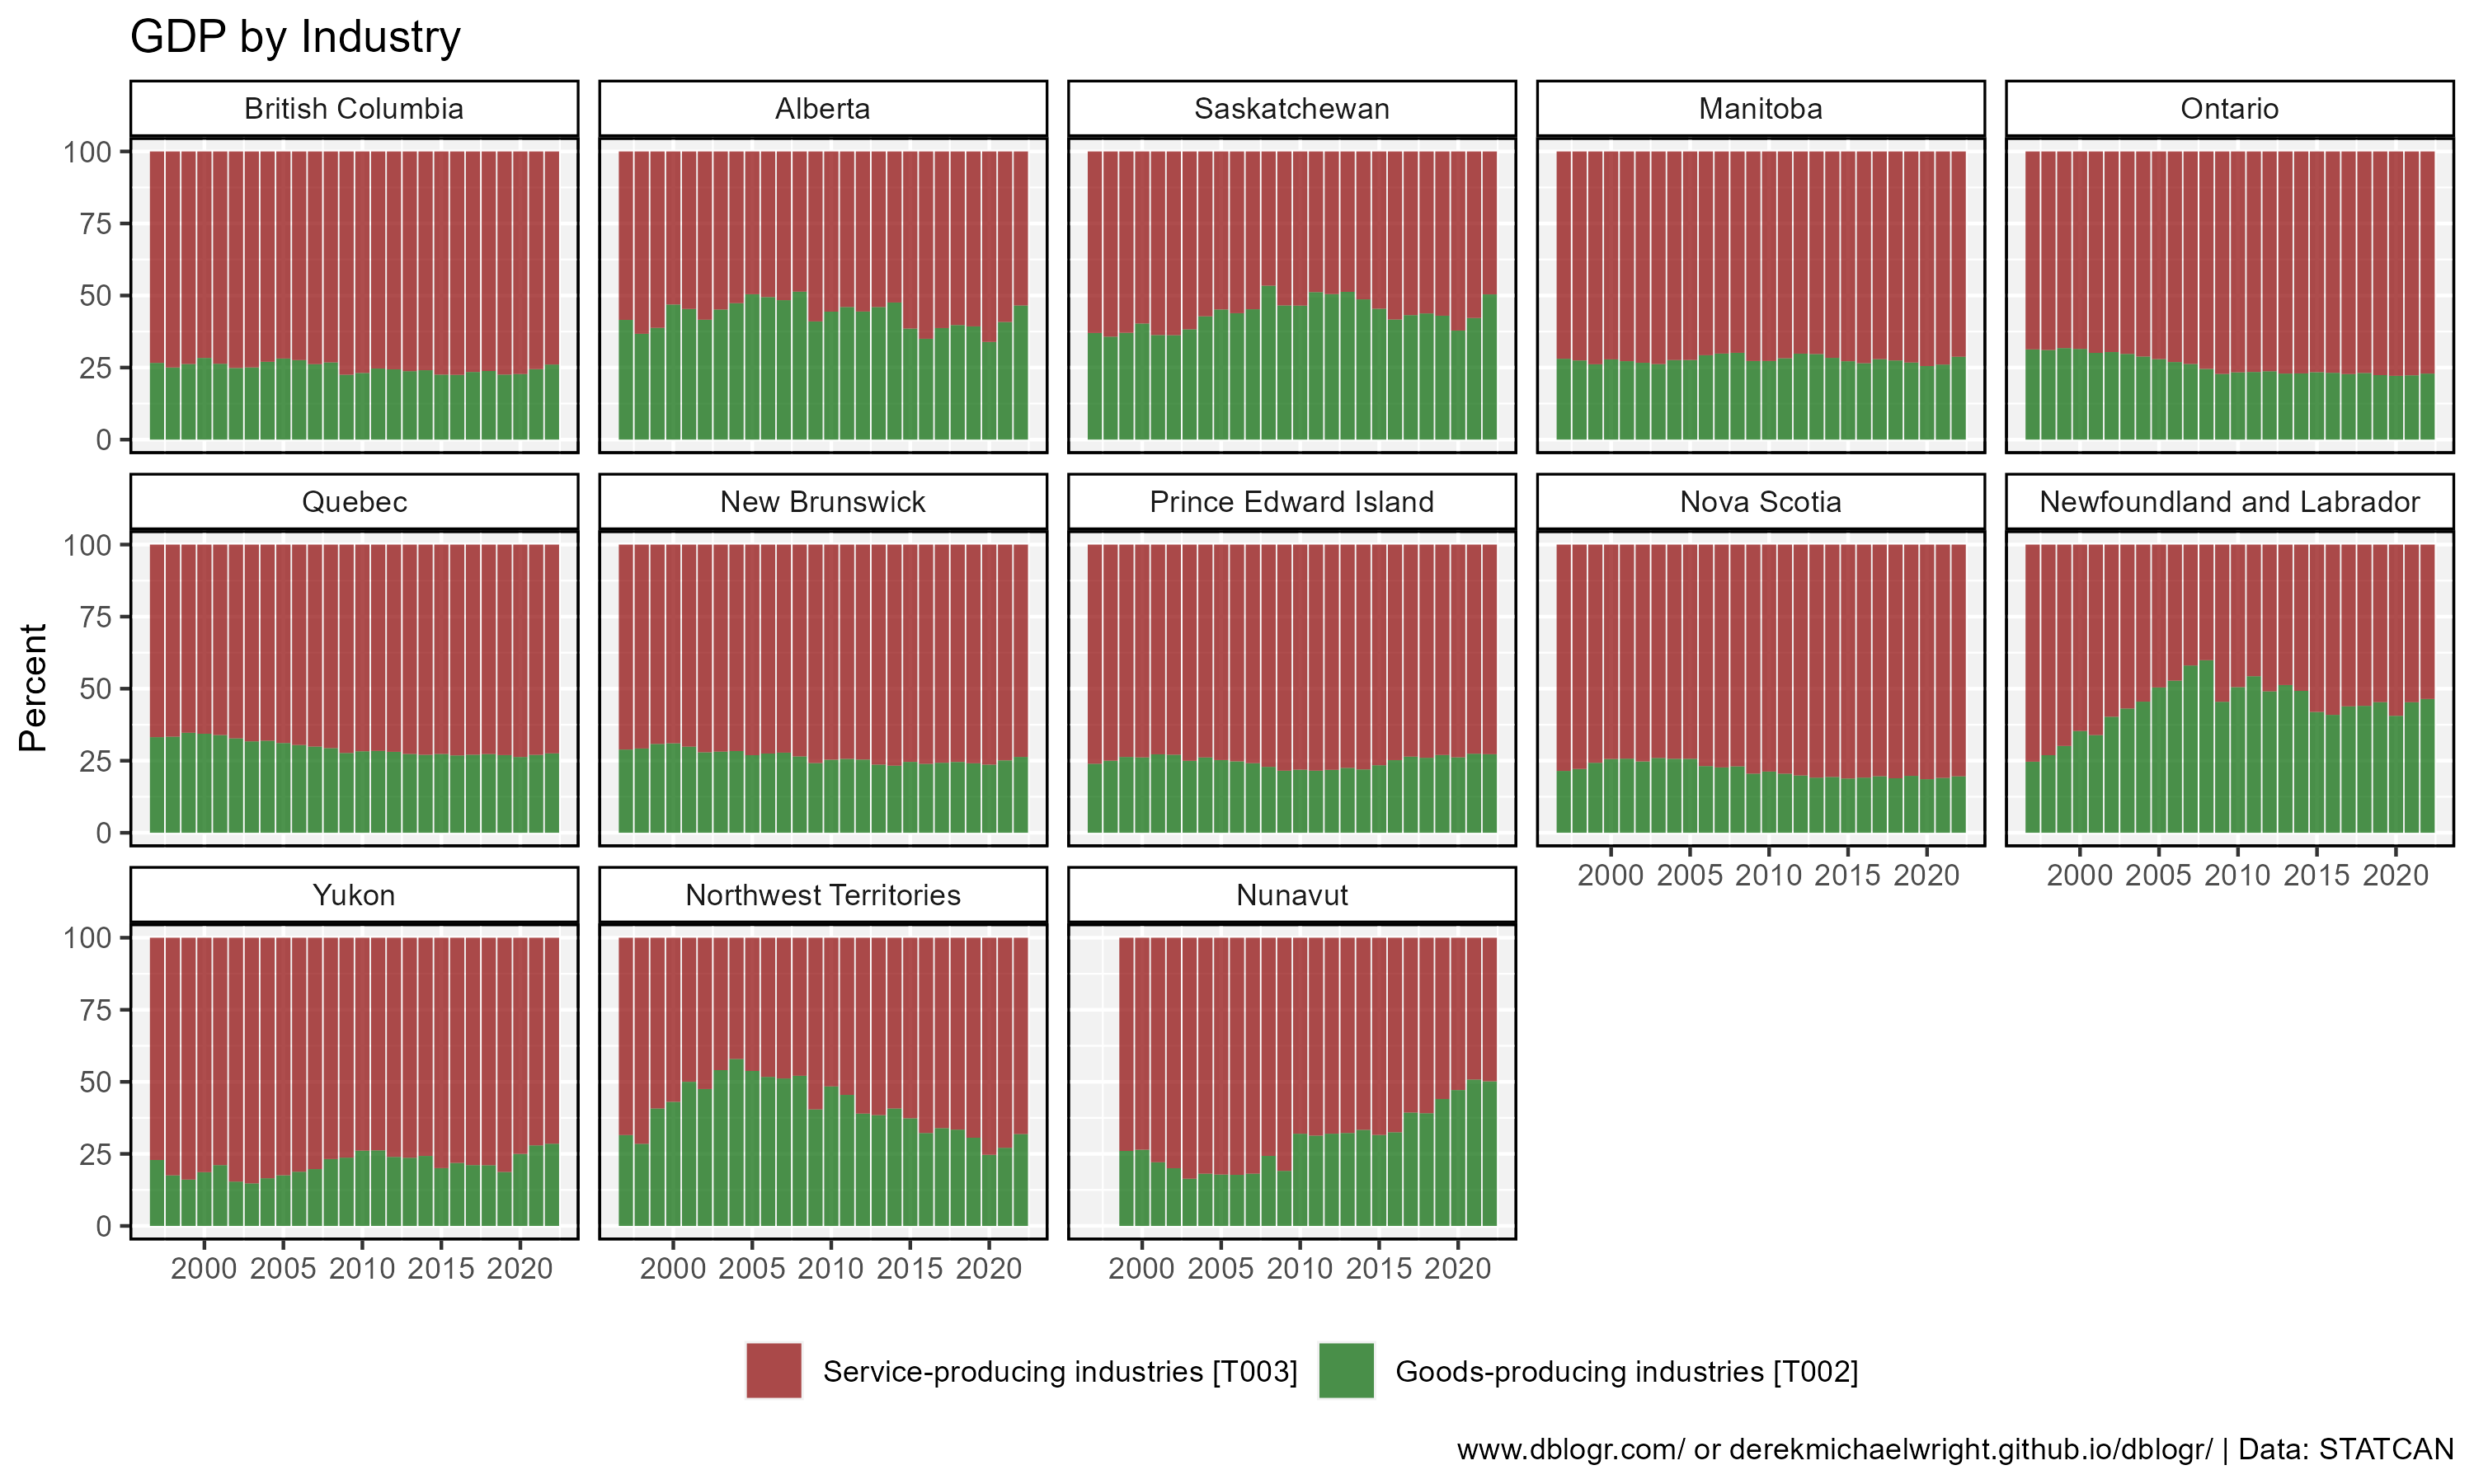 GDP by Industry
British Columbia
Alberta
Saskatchewan
Manitoba
Ontario
100
75
50
25
0
Quebec
New Brunswick
Prince Edward Island
Nova Scotia
Newfoundland and Labrador
100
75
50
25
0
2000 2005 2010 2015 2020
2000 2005 2010 2015 2020
Yukon
Northwest Territories
Nunavut
100
75
50
25
0
2000 2005 2010 2015 2020
2000 2005 2010 2015 2020
2000 2005 2010 2015 2020
Percent
Service-producing industries [T003]
Goods-producing industries [T002]
www.dblogr.com/ or derekmichaelwright.github.io/dblogr/ | Data: STATCAN